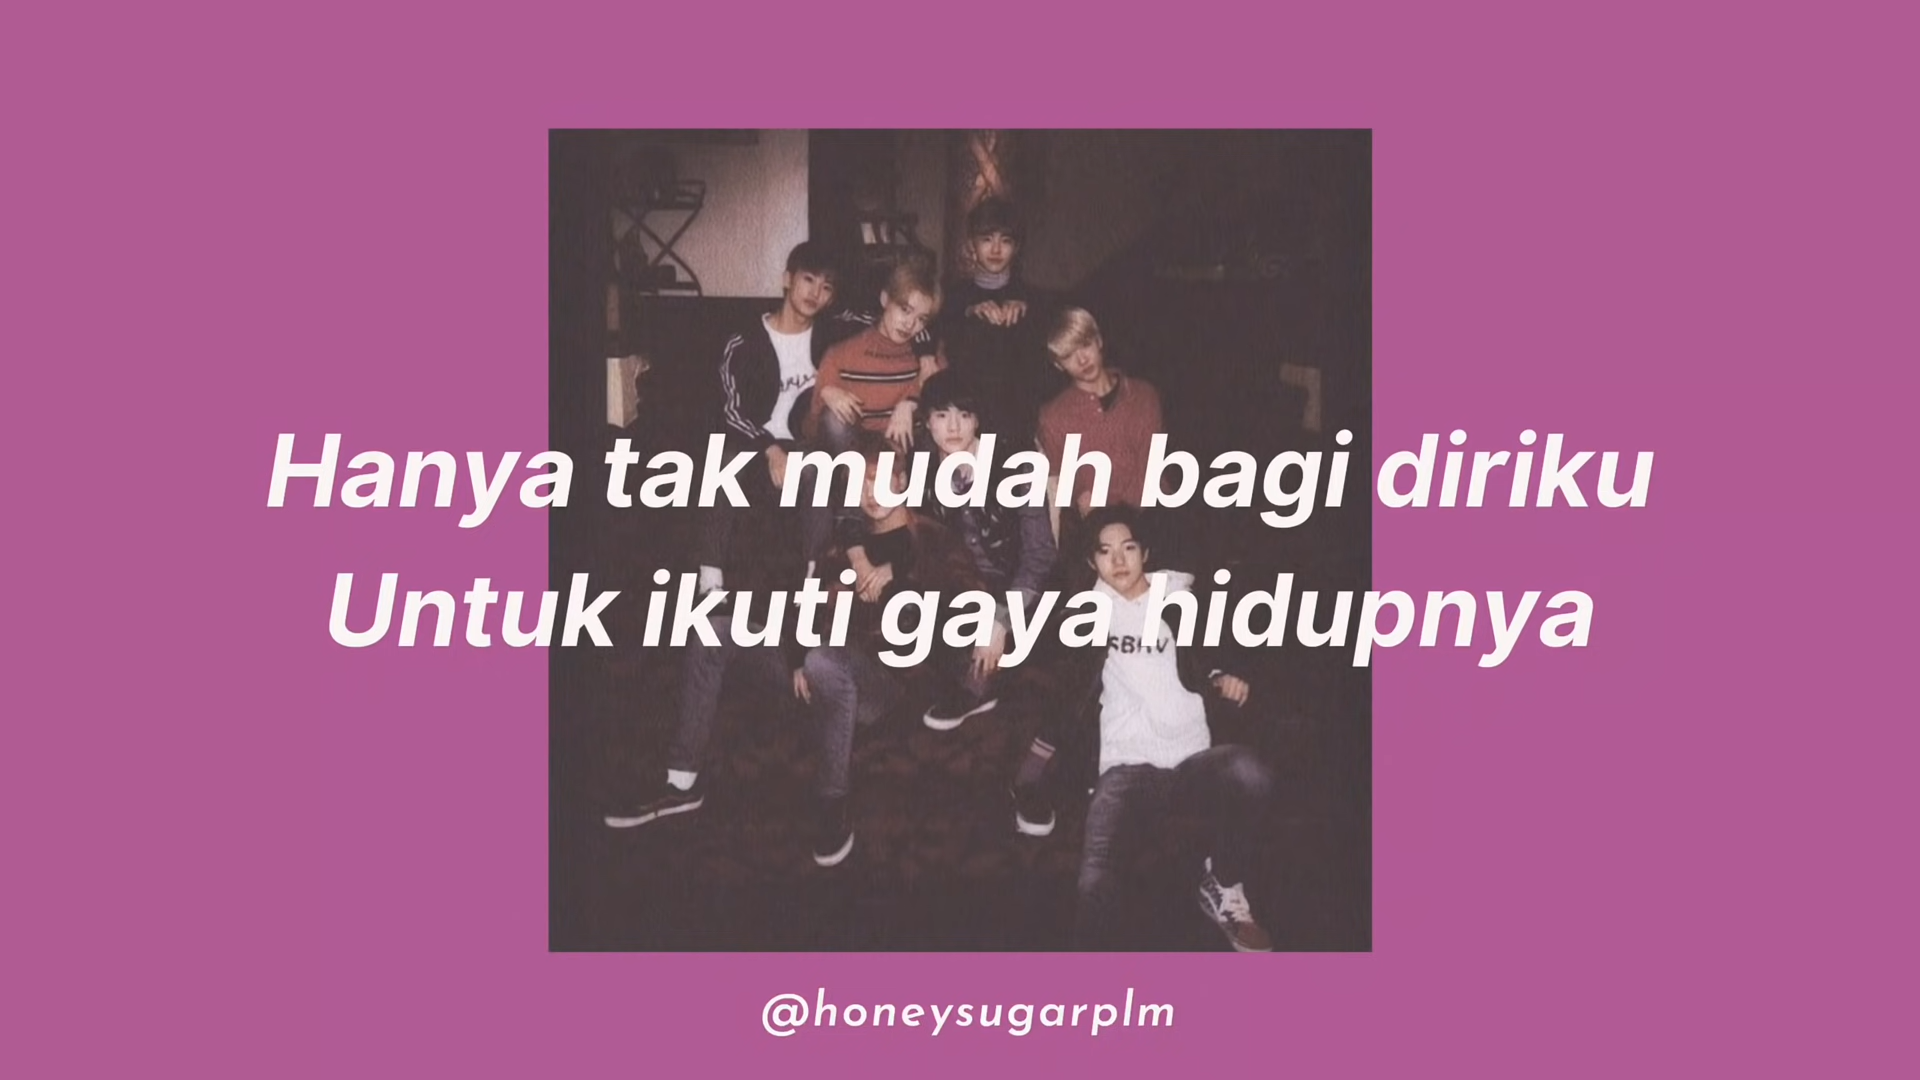 Hanya tak mudah bagi diriku
Untuk ikuti gaya hidupnya
@honeysugarplm